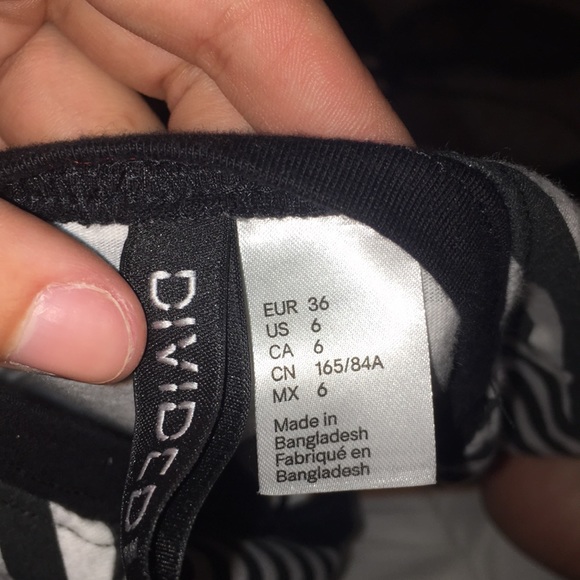 DIVIDED
EUR 36
US 6
CA 6
CN 165/84A
MX 6
Made in
Bangladesh
Fabriqué en
Bangladesh